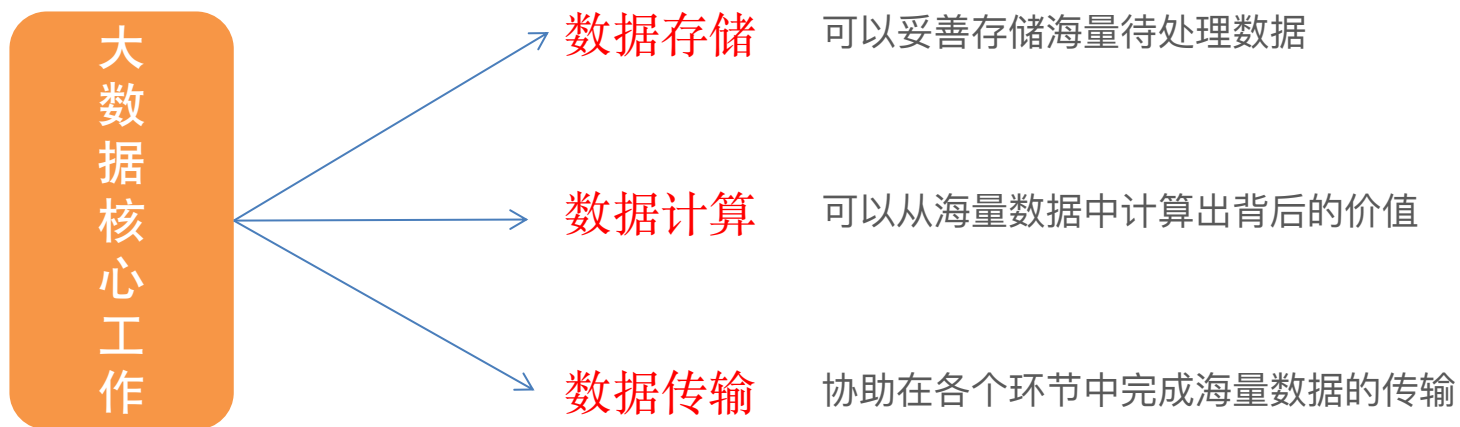 大数据核心工作
数据存储 可以妥善存储海量待处理数据
数据计算 可以从海量数据中计算出背后的价值
数据传输 协助在各个环节中完成海量数据的传输